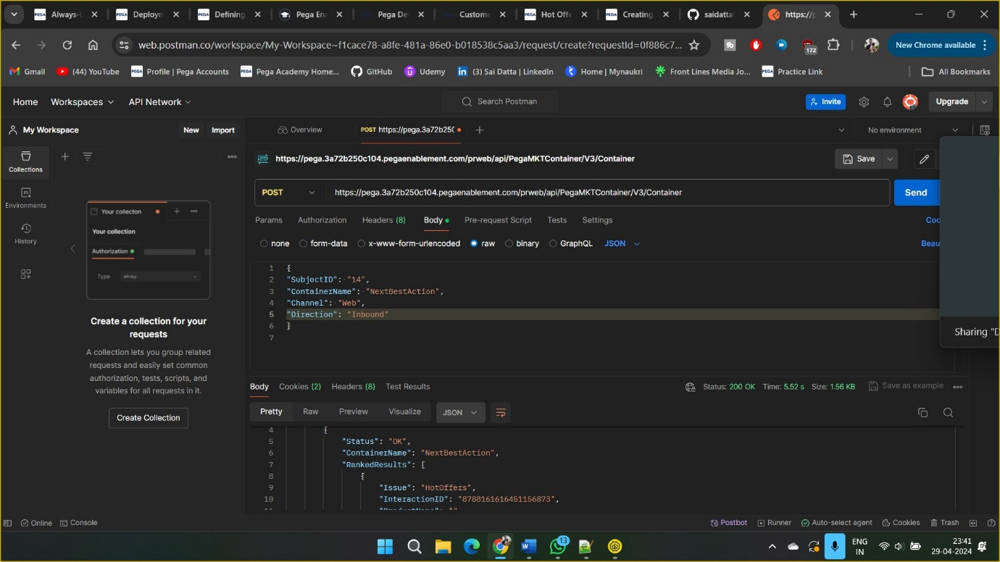 Always-(
Deploym
Defining
Pega Ena
Pega De
Custome
Hot Offe
Creating
saidatta
https://p
web.postman.co/workspace/My-Workspace~f1cace78-a8fe-481a-86e0-b018538c5aa3/request/create?requestId=0f886c7...
172
New Chrome available
Gmail
(44) YouTube
PEGA Profile | Pega Accounts
PEGA Pega Academy Home...
GitHub
Udemy
(3) Sai Datta | LinkedIn
Home | Mynaukri
Front Lines Media Jo...
PEGA Practice Link
All Bookmarks
Home
Workspaces
API Network
Search Postman
Invite
Upgrade
My Workspace
New
Import
Overview
POST https://pega.3a72b250
No environment
Collections
Environments
History
https://pega.3a72b250c104.pegaenablement.com/prweb/api/PegaMKTContainer/V3/Container
Save
POST
https://pega.3a72b250c104.pegaenablement.com/prweb/api/PegaMKTContainer/V3/Container
Send
Params
Authorization
Headers (8)
Body
Pre-request Script
Tests
Settings
Coo
none
form-data
x-www-form-urlencoded
raw
binary
GraphQL
JSON
Beau
1 {
2 "SubjectID": "14",
3 "ContainerName": "NextBestAction",
4 "Channel": "Web",
5 "Direction": "Inbound"
6 }
7
Sharing "D
Your collecton
Your collection
Authorization
Type
API Key
Create a collection for your
requests
A collection lets you group related
requests and easily set common
authorization, tests, scripts, and
variables for all requests in it.
Create Collection
Body
Cookies (2)
Headers (8)
Test Results
Status: 200 OK
Time: 5.52 s
Size: 1.56 KB
Save as example
Pretty
Raw
Preview
Visualize
JSON
4 {
5 "Status": "OK",
6 "ContainerName": "NextBestAction",
7 "RankedResults": [
8 {
9 "Issue": "HotOffers",
10 "InteractionID": "8788161616451156873",
11 "ProductName": ""
Online
Console
Postbot
Runner
Auto-select agent
Cookies
Trash
13
ENG
IN
23:41
29-04-2024